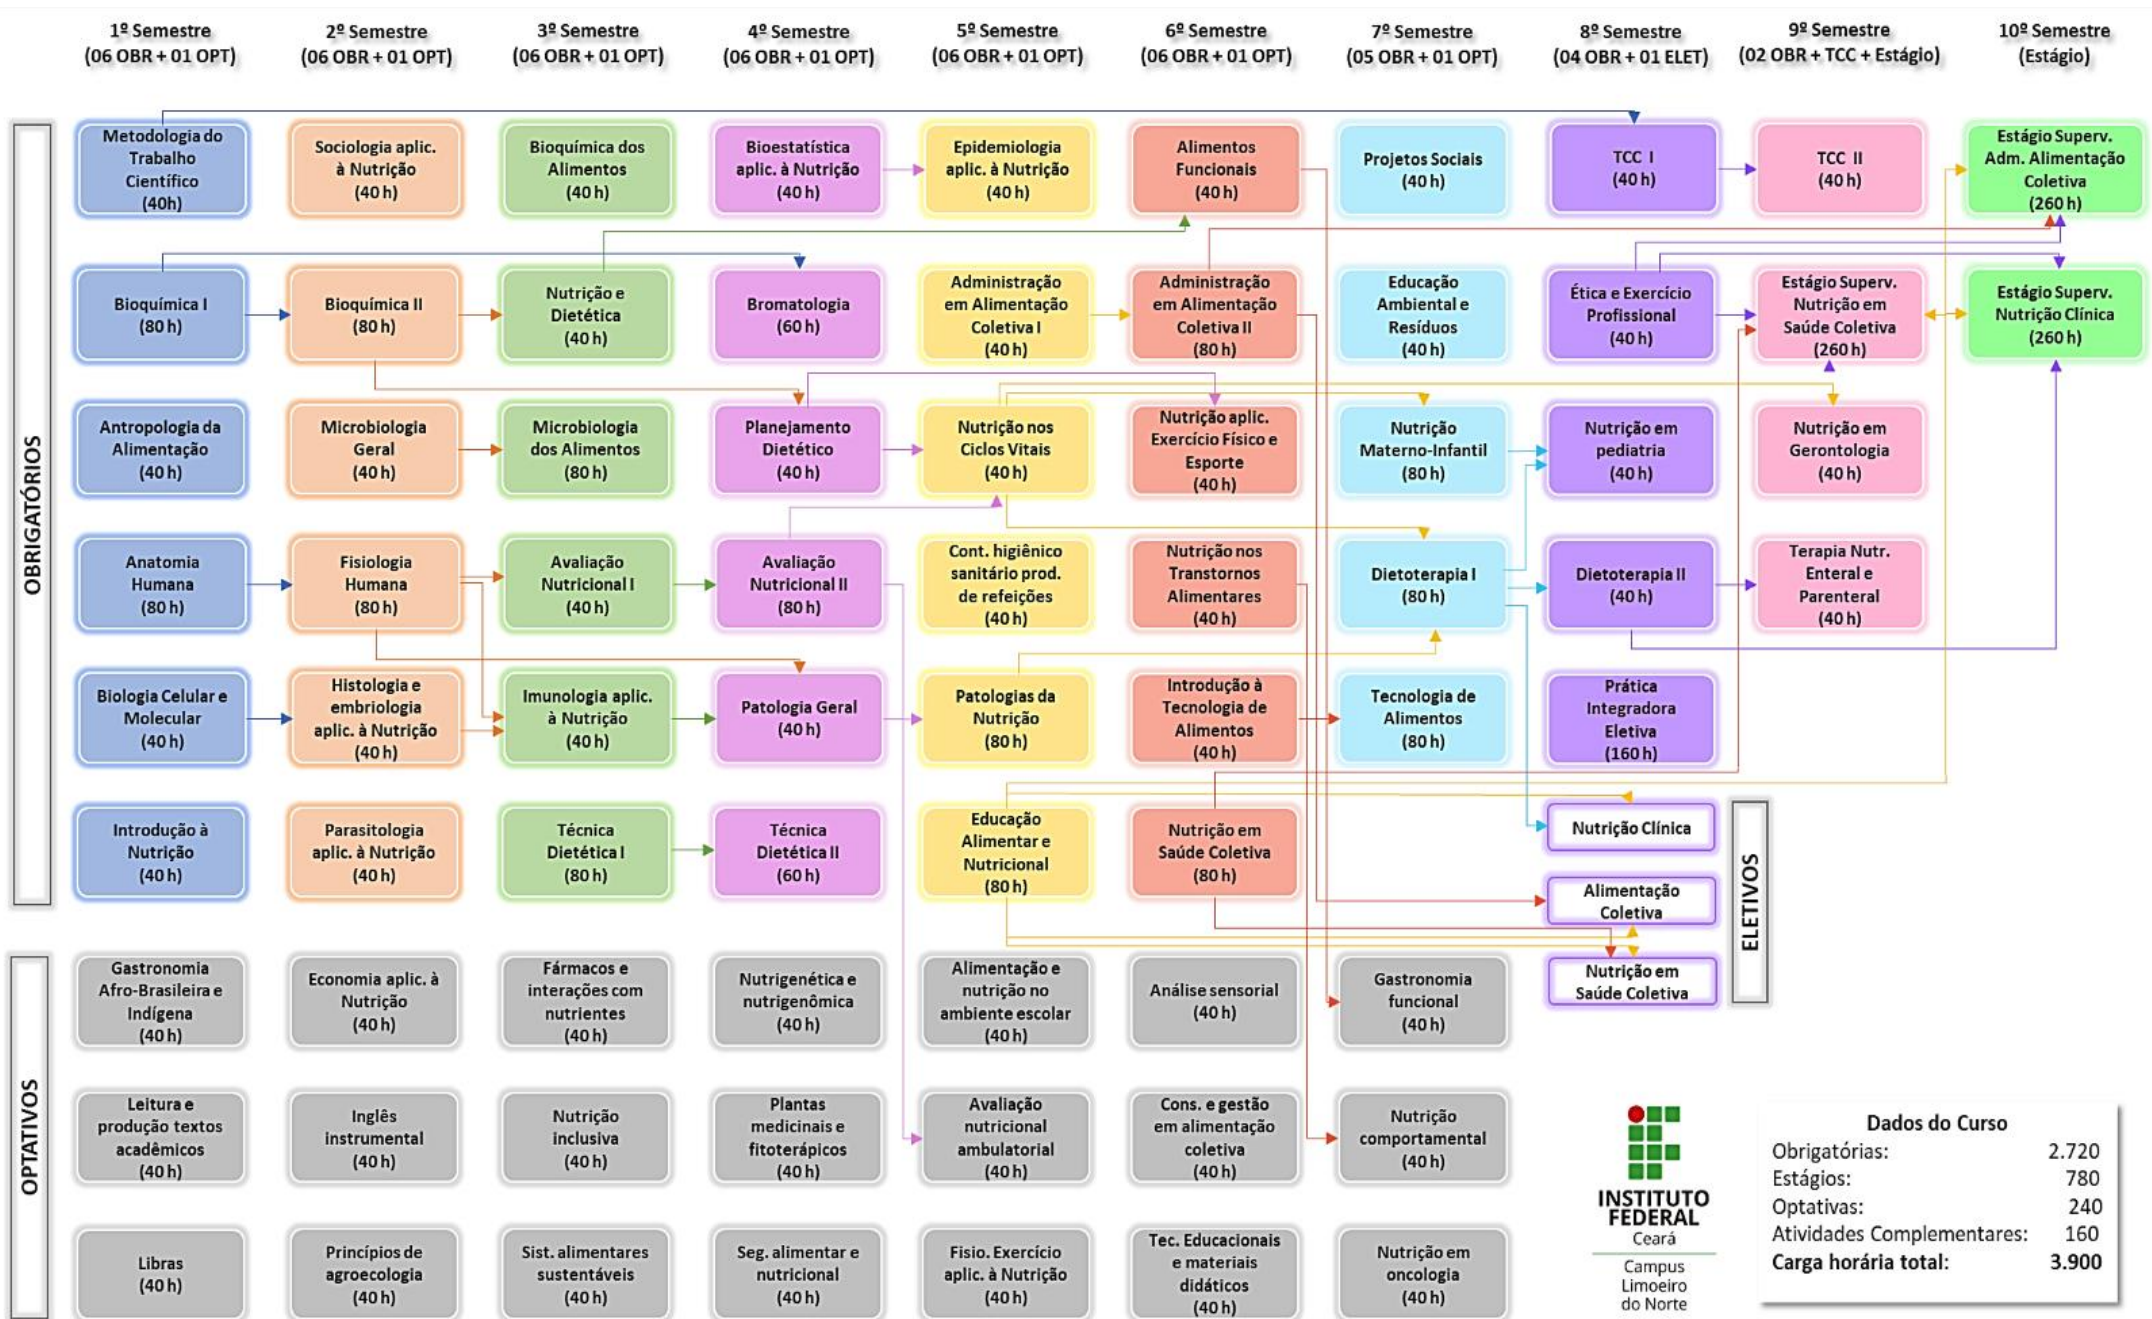 1º Semestre
(06 OBR + 01 OPT)
2º Semestre
(06 OBR + 01 OPT)
3º Semestre
(06 OBR + 01 OPT)
4º Semestre
(06 OBR + 01 OPT)
5º Semestre
(06 OBR + 01 OPT)
6º Semestre
(06 OBR + 01 OPT)
7º Semestre
(05 OBR + 01 OPT)
8º Semestre
(04 OBR + 01 ELET)
9º Semestre
(02 OBR + TCC + Estágio)
10º Semestre
(Estágio)
OBRIGATÓRIOS
Metodologia do
Trabalho
Científico
(40h)
Sociologia aplic.
à Nutrição
(40 h)
Bioquímica dos
Alimentos
(40 h)
Bioestatística
aplic. à Nutrição
(40 h)
Epidemiologia
aplic. à Nutrição
(40 h)
Alimentos
Funcionais
(40 h)
Projetos Sociais
(40 h)
TCC I
(40 h)
TCC II
(40 h)
Estágio Superv.
Adm. Alimentação
Coletiva
(260 h)
Bioquímica I
(80 h)
Bioquímica II
(80 h)
Nutrição e
Dietética
(40 h)
Bromatologia
(60 h)
Administração
em Alimentação
Coletiva I
(40 h)
Administração
em Alimentação
Coletiva II
(80 h)
Educação
Ambiental e
Resíduos
(40 h)
Ética e Exercício
Profissional
(40 h)
Estágio Superv.
Nutrição em
Saúde Coletiva
(260 h)
Estágio Superv.
Nutrição Clínica
(260 h)
Antropologia da
Alimentação
(40 h)
Microbiologia
Geral
(40 h)
Microbiologia
dos Alimentos
(80 h)
Planejamento
Dietético
(40 h)
Nutrição nos
Ciclos Vitais
(40 h)
Nutrição aplic.
Exercício Físico e
Esporte
(40 h)
Nutrição
Materno-Infantil
(80 h)
Nutrição em
pediatria
(40 h)
Nutrição em
Gerontologia
(40 h)
Anatomia
Humana
(80 h)
Fisiologia
Humana
(80 h)
Avaliação
Nutricional I
(40 h)
Avaliação
Nutricional II
(80 h)
Cont. higiênico
sanitário prod.
de refeições
(40 h)
Nutrição nos
Transtornos
Alimentares
(40 h)
Dietoterapia I
(80 h)
Dietoterapia II
(40 h)
Terapia Nutr.
Enteral e
Parenteral
(40 h)
Biologia Celular e
Molecular
(40 h)
Histologia e
embriologia
aplic. à Nutrição
(40 h)
Imunologia aplic.
à Nutrição
(40 h)
Patologia Geral
(40 h)
Patologias da
Nutrição
(80 h)
Introdução à
Tecnologia de
Alimentos
(40 h)
Tecnologia de
Alimentos
(80 h)
Prática
Integradora
Eletiva
(160 h)
Introdução à
Nutrição
(40 h)
Parasitologia
aplic. à Nutrição
(40 h)
Técnica
Dietética I
(80 h)
Técnica
Dietética II
(60 h)
Educação
Alimentar e
Nutricional
(80 h)
Nutrição em
Saúde Coletiva
(80 h)
Nutrição Clínica
Alimentação
Coletiva
Nutrição em
Saúde Coletiva
ELETIVOS
OPTATIVOS
Gastronomia
Afro-Brasileira e
Indígena
(40 h)
Economia aplic. à
Nutrição
(40 h)
Fármacos e
interações com
nutrientes
(40 h)
Nutrigenética e
nutrigenômica
(40 h)
Alimentação e
nutrição no
ambiente escolar
(40 h)
Análise sensorial
(40 h)
Gastronomia
funcional
(40 h)
Leitura e
produção textos
acadêmicos
(40 h)
Inglês
instrumental
(40 h)
Nutrição
inclusiva
(40 h)
Plantas
medicinais e
fitoterápicos
(40 h)
Avaliação
nutricional
ambulatorial
(40 h)
Cons. e gestão
em alimentação
coletiva
(40 h)
Nutrição
comportamental
(40 h)
Libras
(40 h)
Princípios de
agroecologia
(40 h)
Sist. alimentares
sustentáveis
(40 h)
Seg. alimentar e
nutricional
(40 h)
Fisio. Exercício
aplic. à Nutrição
(40 h)
Tec. Educacionais
e materiais
didáticos
(40 h)
Nutrição em
oncologia
(40 h)
INSTITUTO
FEDERAL
Ceará
Campus
Limoeiro
do Norte
Dados do Curso
Obrigatórias: 2.720
Estágios: 780
Optativas: 240
Atividades Complementares: 160
Carga horária total: 3.900